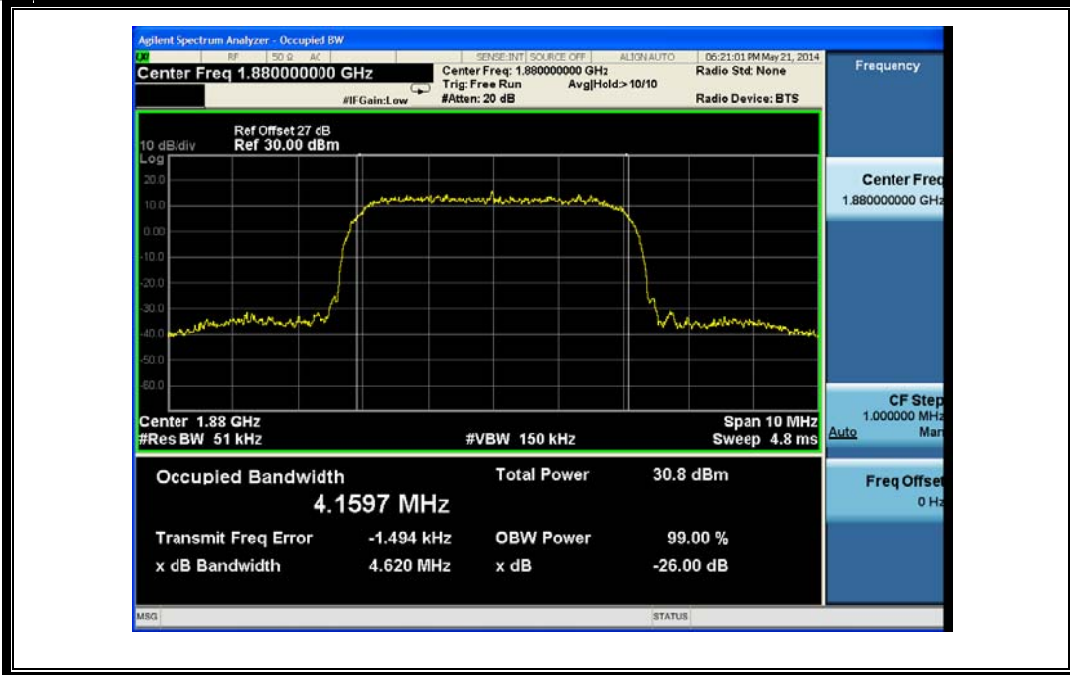 Agilent Spectrum Analyzer - Occupied BW
RF 50 Ω AC SENSE:INT SOURCE OFF ALIGN AUTO 06:21:01 PM May 21, 2014
Center Freq 1.880000000 GHz
Center Freq: 1.880000000 GHz
Radio Std: None
Trig: Free Run Avg|Hold:> 10/10
#IFGain:Low
#Atten: 20 dB
Radio Device: BTS
Ref Offset 27 dB
10 dB/div Ref 30.00 dBm
Log
20.0
10.0
0.00
-10.0
-20.0
-30.0
-40.0
-50.0
-60.0
Center 1.88 GHz Span 10 MHz
#Res BW 51 kHz #VBW 150 kHz Sweep 4.8 ms
Occupied Bandwidth Total Power 30.8 dBm
4.1597 MHz
Transmit Freq Error -1.494 kHz OBW Power 99.00 %
x dB Bandwidth 4.620 MHz x dB -26.00 dB
MSG STATUS
Frequency
Center Freq
1.880000000 GHz
CF Step
1.000000 MHz
Auto Man
Freq Offset
0 Hz